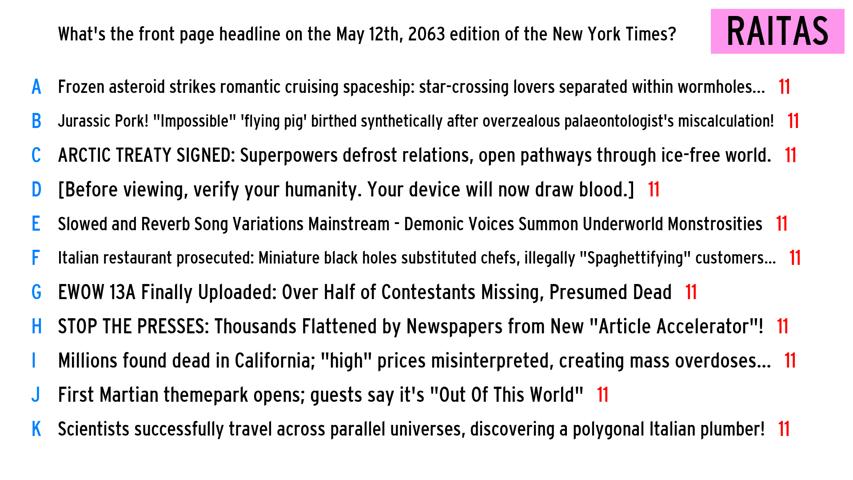 What's the front page headline on the May 12th, 2063 edition of the New York Times?
RAITAS
A Frozen asteroid strikes romantic cruising spaceship: star-crossing lovers separated within wormholes... 11
B Jurassic Pork! "Impossible" 'flying pig' birthed synthetically after overzealous palaeontologist's miscalculation! 11
C ARCTIC TREATY SIGNED: Superpowers defrost relations, open pathways through ice-free world. 11
D [Before viewing, verify your humanity. Your device will now draw blood.] 11
E Slowed and Reverb Song Variations Mainstream - Demonic Voices Summon Underworld Monstrosities 11
F Italian restaurant prosecuted: Miniature black holes substituted chefs, illegally "Spaghettifying" customers... 11
G EWOW 13A Finally Uploaded: Over Half of Contestants Missing, Presumed Dead 11
H STOP THE PRESSES: Thousands Flattened by Newspapers from New "Article Accelerator"! 11
I Millions found dead in California; "high" prices misinterpreted, creating mass overdoses... 11
J First Martian themepark opens; guests say it's "Out Of This World" 11
K Scientists successfully travel across parallel universes, discovering a polygonal Italian plumber! 11